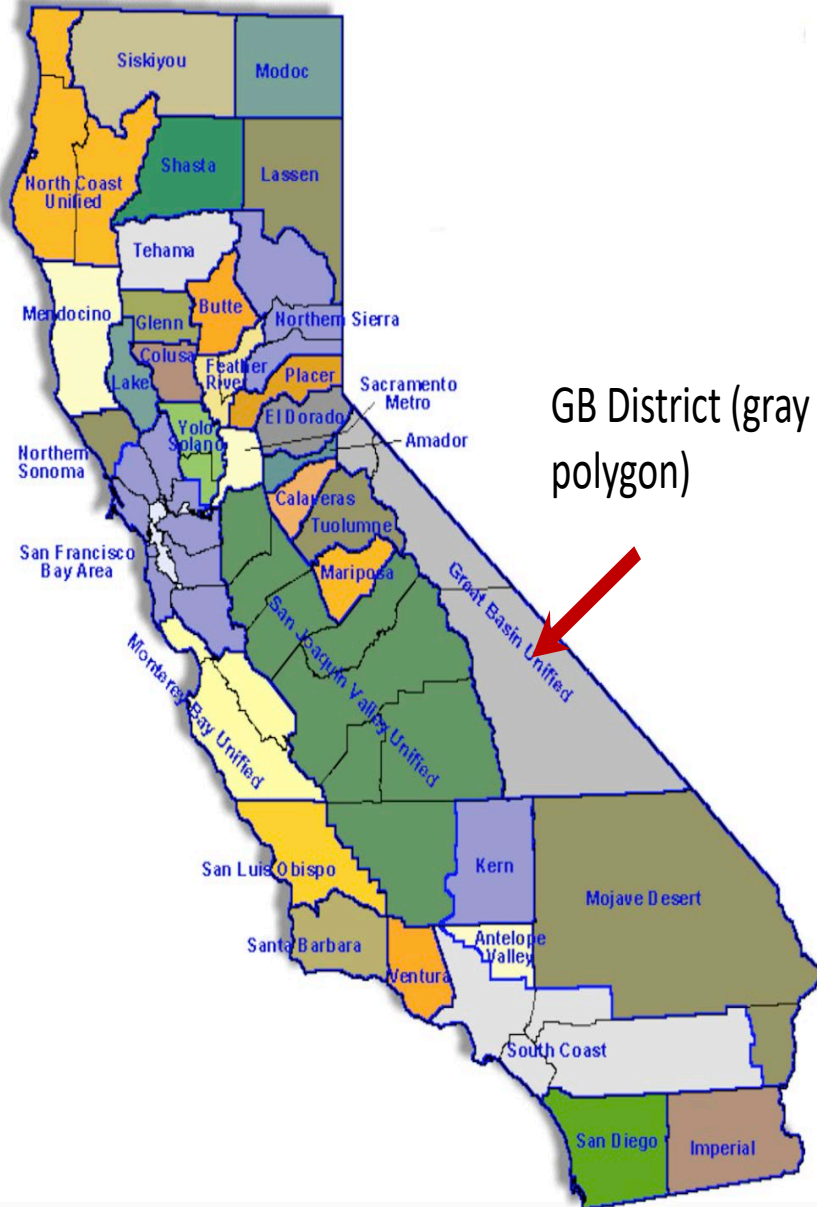 Siskiyou
Modoc
Shasta
Lassen
North Coast
Unified
Tehama
Mendocino
Glenn
Butte
Northern Sierra
Colusa
Lake
Feather
River
Placer
Sacramento
Metro
El Dorado
Yolo
Solano
Amador
Northern
Sonoma
Calaveras
Tuolumne
San Francisco
Bay Area
Mariposa
GB District (gray
polygon)
Great Basin Unified
San Joaquin Valley Unified
Monterey Bay Unified
San Luis Obispo
Kern
Mojave Desert
Santa Barbara
Antelope
Valley
Ventura
South Coast
San Diego
Imperial